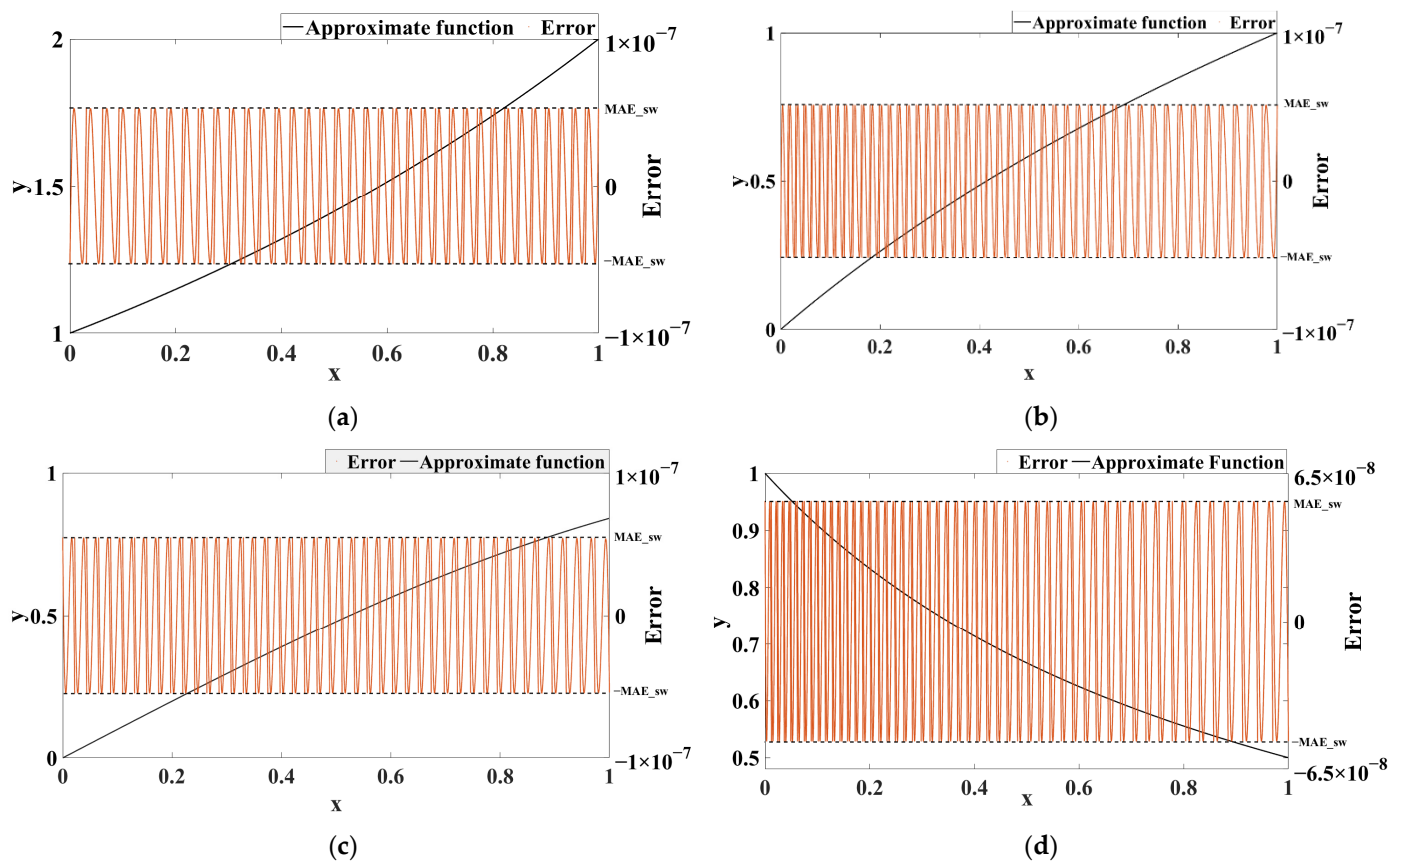 Approximate function Error
2
1×10⁻⁷
MAE_sw
y
1.5
0
Error
−MAE_sw
1
−1×10⁻⁷
0 0.2 0.4 0.6 0.8 1
x
(a)
Approximate function Error
1
1×10⁻⁷
MAE_sw
y
0.5
0
Error
−MAE_sw
0
−1×10⁻⁷
0 0.2 0.4 0.6 0.8 1
x
(b)
Error Approximate function
1
1×10⁻⁷
MAE_sw
y
0.5
0
Error
−MAE_sw
0
−1×10⁻⁷
0 0.2 0.4 0.6 0.8 1
x
(c)
Error Approximate Function
1
6.5×10⁻⁸
MAE_sw
0.9
0.8
y
0.7
0
Error
0.6
−MAE_sw
0.5
−6.5×10⁻⁸
0 0.2 0.4 0.6 0.8 1
x
(d)